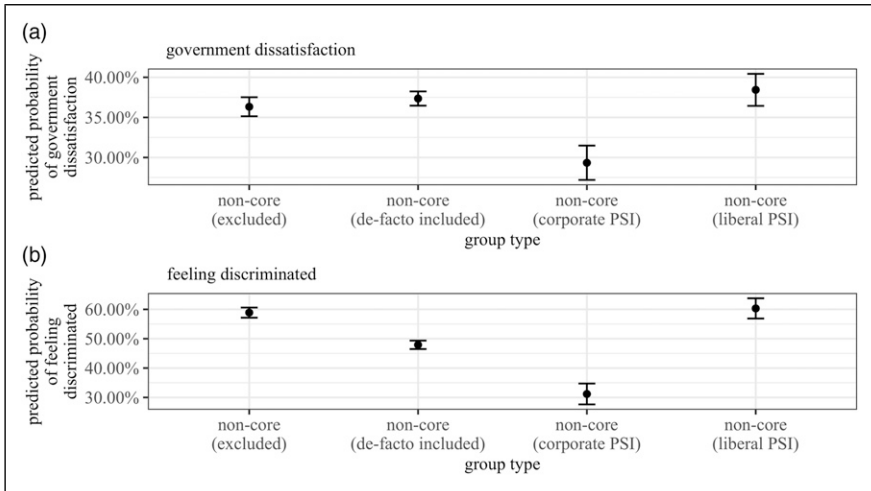 (a)
government dissatisfaction
predicted probability
of government
dissatisfaction
40.00%
35.00%
30.00%
non-core
(excluded)
non-core
(de-facto included)
non-core
(corporate PSI)
non-core
(liberal PSI)
group type
(b)
feeling discriminated
predicted probability
of feeling
discriminated
60.00%
50.00%
40.00%
30.00%
non-core
(excluded)
non-core
(de-facto included)
non-core
(corporate PSI)
non-core
(liberal PSI)
group type